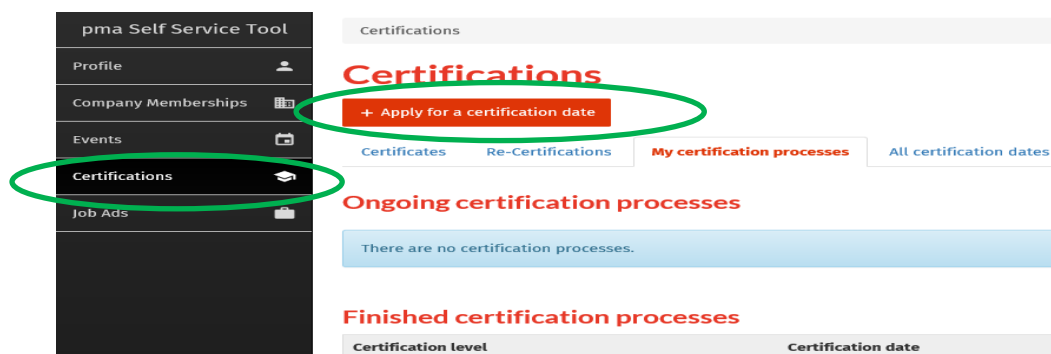 pma Self Service Tool
Profile
Company Memberships
Events
Certifications
Job Ads
Certifications
Certifications
+ Apply for a certification date
Certificates Re-Certifications My certification processes All certification dates
Ongoing certification processes
There are no certification processes.
Finished certification processes
Certification level Certification date